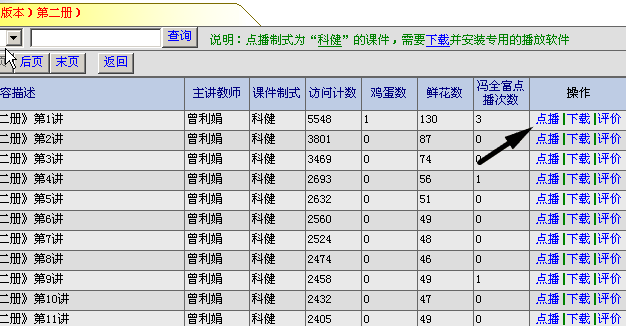 版本）第二册）
查询 说明：点播制式为“科健”的课件，需要下载并安装专用的播放软件
后页 末页 返回
容描述 主讲教师 课件制式 访问计数 鸡蛋数 鲜花数 冯全富点播次数 操作
二册》第1讲 曾利娟 科健 5548 1 130 3 点播|下载|评价
二册》第2讲 曾利娟 科健 3801 0 87 0 点播|下载|评价
二册》第3讲 曾利娟 科健 3469 0 74 0 点播|下载|评价
二册》第4讲 曾利娟 科健 2693 0 56 1 点播|下载|评价
二册》第5讲 曾利娟 科健 2632 0 51 0 点播|下载|评价
二册》第6讲 曾利娟 科健 2560 0 49 0 点播|下载|评价
二册》第7讲 曾利娟 科健 2524 0 48 0 点播|下载|评价
二册》第8讲 曾利娟 科健 2474 0 46 0 点播|下载|评价
二册》第9讲 曾利娟 科健 2458 0 49 1 点播|下载|评价
二册》第10讲 曾利娟 科健 2432 0 47 0 点播|下载|评价
二册》第11讲 曾利娟 科健 2405 0 49 0 点播|下载|评价